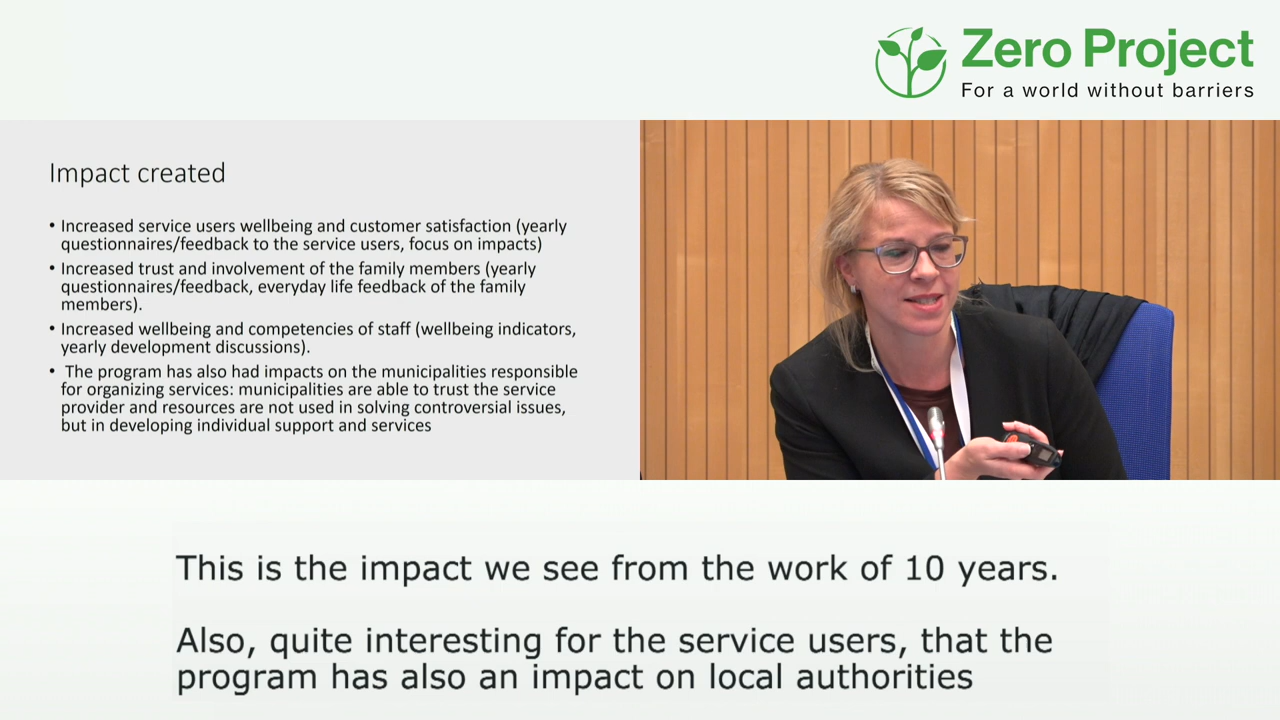 Zero Project
For a world without barriers
Impact created
• Increased service users wellbeing and customer satisfaction (yearly
questionnaires/feedback to the service users, focus on impacts)
• Increased trust and involvement of the family members (yearly
questionnaires/feedback, everyday life feedback of the family
members).
• Increased wellbeing and competencies of staff (wellbeing indicators,
yearly development discussions).
• The program has also had impacts on the municipalities responsible
for organizing services: municipalities are able to trust the service
provider and resources are not used in solving controversial issues,
but in developing individual support and services
This is the impact we see from the work of 10 years.
Also, quite interesting for the service users, that the
program has also an impact on local authorities